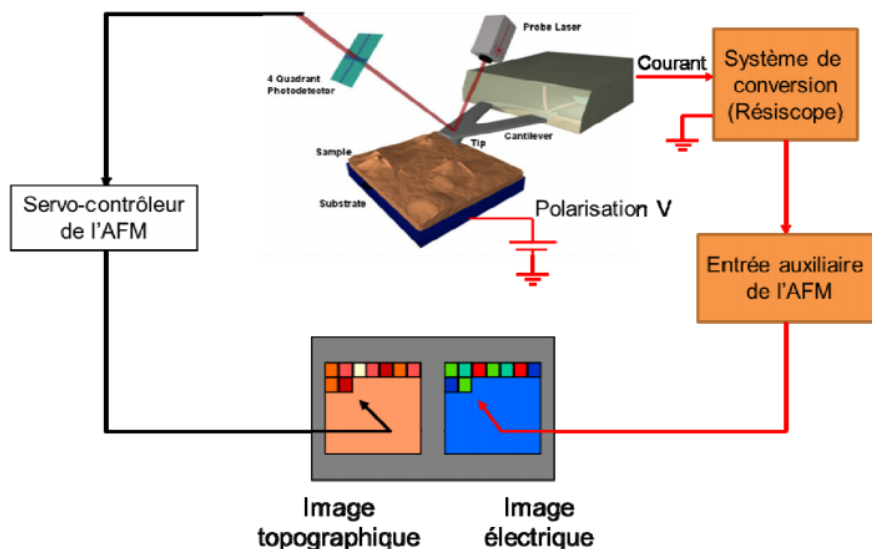 Probe Laser
4 Quadrant
Photodetector
Courant
Système de
conversion
(Résiscope)
Cantilever
Tip
Sample
Substrate
Servo-contrôleur
de l'AFM
Polarisation V
Entrée auxiliaire
de l'AFM
Image
topographique
Image
électrique